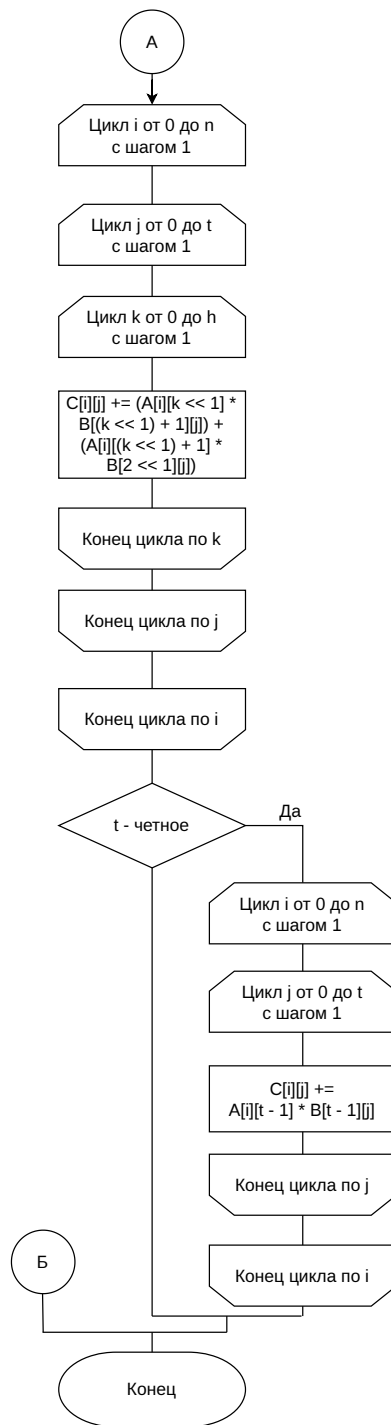 А
Цикл i от 0 до n
с шагом 1
Цикл j от 0 до t
с шагом 1
Цикл k от 0 до h
с шагом 1
C[i][j] += (A[i][k << 1] *
B[(k << 1) + 1][j]) +
(A[i][(k << 1) + 1] *
B[2 << 1][j])
Конец цикла по k
Конец цикла по j
Конец цикла по i
t - четное
Да
Цикл i от 0 до n
с шагом 1
Цикл j от 0 до t
с шагом 1
C[i][j] +=
A[i][t - 1] * B[t - 1][j]
Конец цикла по j
Конец цикла по i
Б
Конец